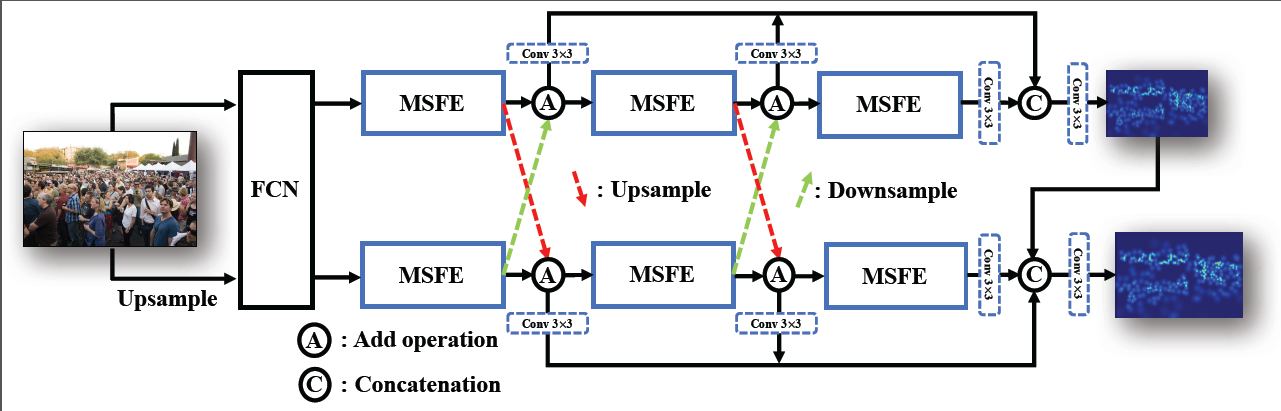 Conv 3×3
Conv 3×3
MSFE
A
MSFE
A
MSFE
Conv 3×3
C
Conv 3×3
FCN
: Upsample
: Downsample
MSFE
A
MSFE
A
MSFE
Conv 3×3
C
Conv 3×3
Upsample
Conv 3×3
Conv 3×3
A : Add operation
C : Concatenation